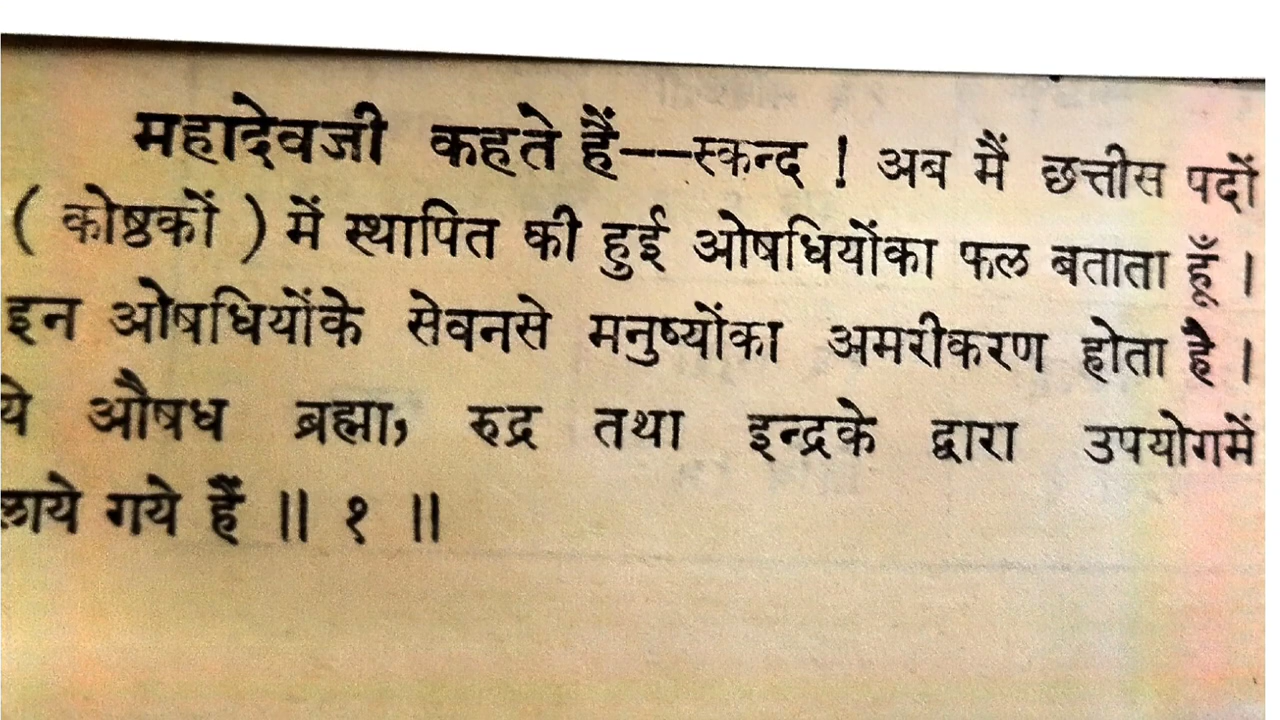 महादेवजी कहते हैं——स्कन्द ! अब मैं छत्तीस पदों
( कोष्ठकों ) में स्थापित की हुई ओषधियोंका फल बताता हूँ ।
इन ओषधियोंके सेवनसे मनुष्योंका अमरीकरण होता है ।
ये औषध ब्रह्मा, रुद्र तथा इन्द्रके द्वारा उपयोगमें
लाये गये हैं ॥ १ ॥